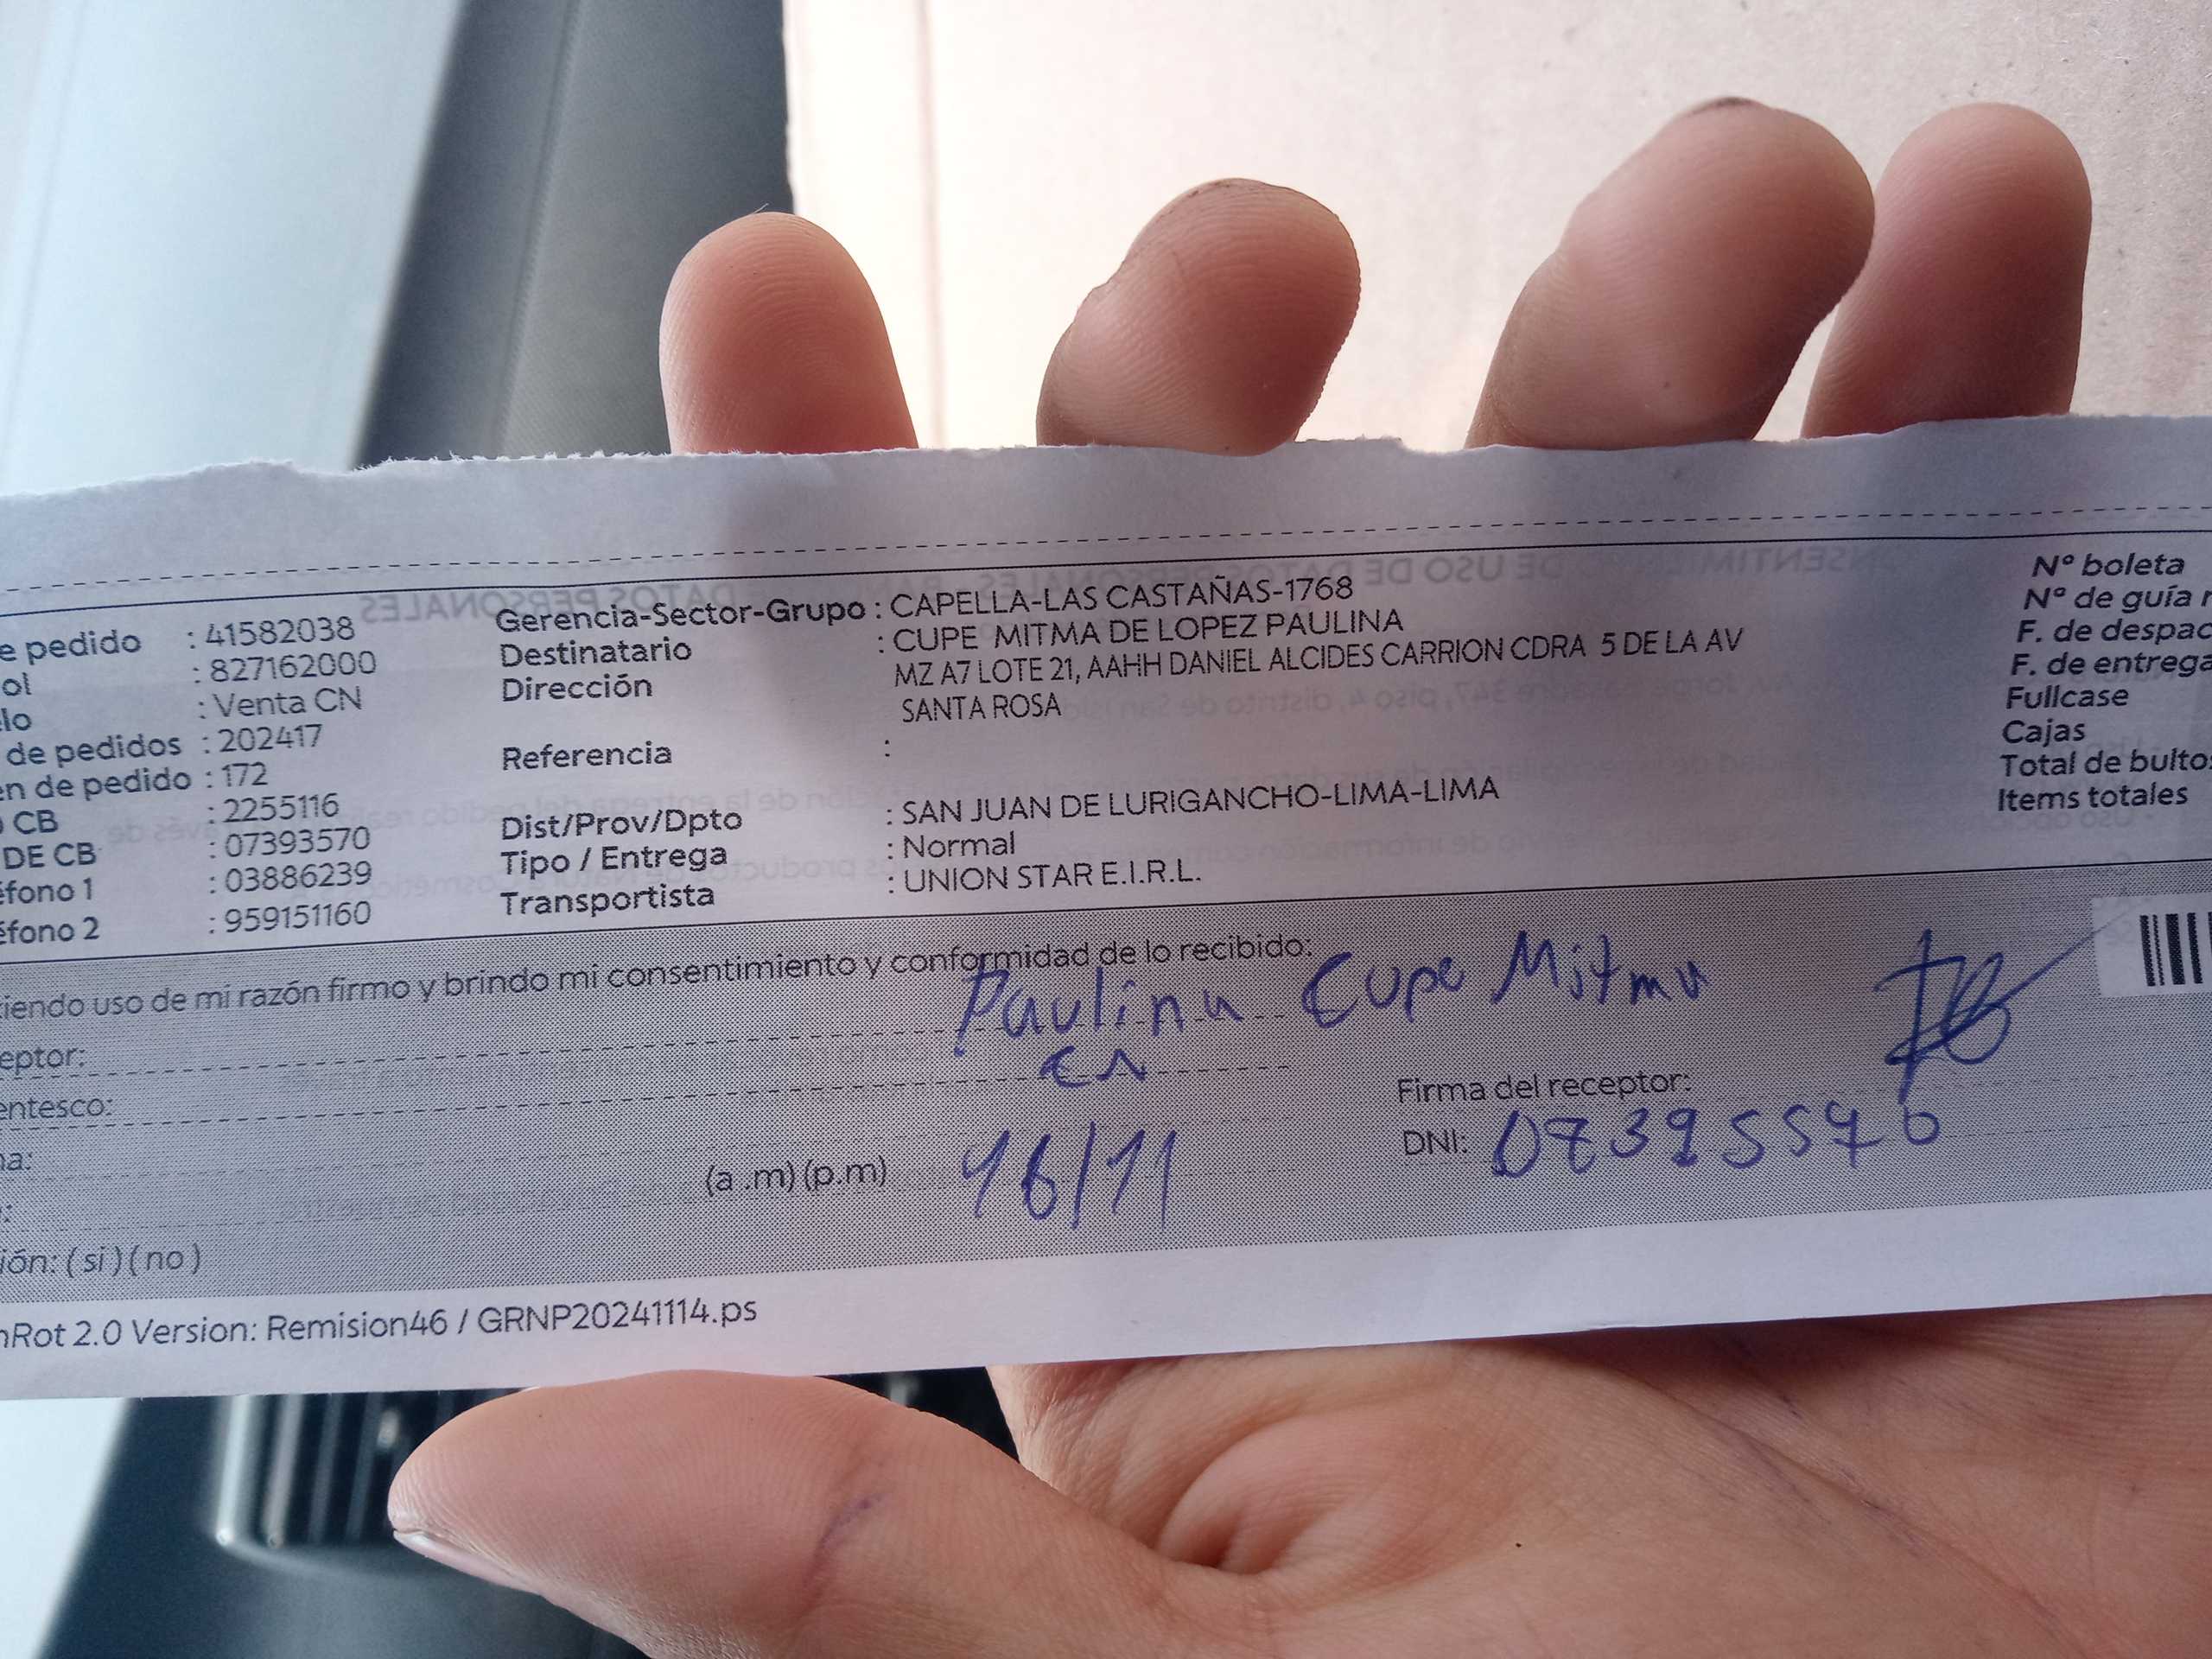 e pedido : 41582038
ol : 827162000
elo : Venta CN
de pedidos : 202417
en de pedido : 172
o CB : 2255116
DE CB : 07393570
éfono 1 : 03886239
éfono 2 : 959151160
Gerencia-Sector-Grupo : CAPELLA-LAS CASTAÑAS-1768
Destinatario : CUPE MITMA DE LOPEZ PAULINA
Dirección MZ A7 LOTE 21, AAHH DANIEL ALCIDES CARRION CDRA 5 DE LA AV
SANTA ROSA
Referencia :
Dist/Prov/Dpto : SAN JUAN DE LURIGANCHO-LIMA-LIMA
Tipo / Entrega : Normal
Transportista : UNION STAR E.I.R.L.
Nº boleta
Nº de guía r
F. de despac
F. de entrega
Fullcase
Cajas
Total de bultos
Items totales
ciendo uso de mi razón firmo y brindo mi consentimiento y conformidad de lo recibido:
eptor: Paulina Cupe Mitma
entesco: CN
na:
(a .m) (p.m) 16/11
Firma del receptor:
DNI:
ión: ( si ) ( no )
nRot 2.0 Version: Remision46 / GRNP20241114.ps